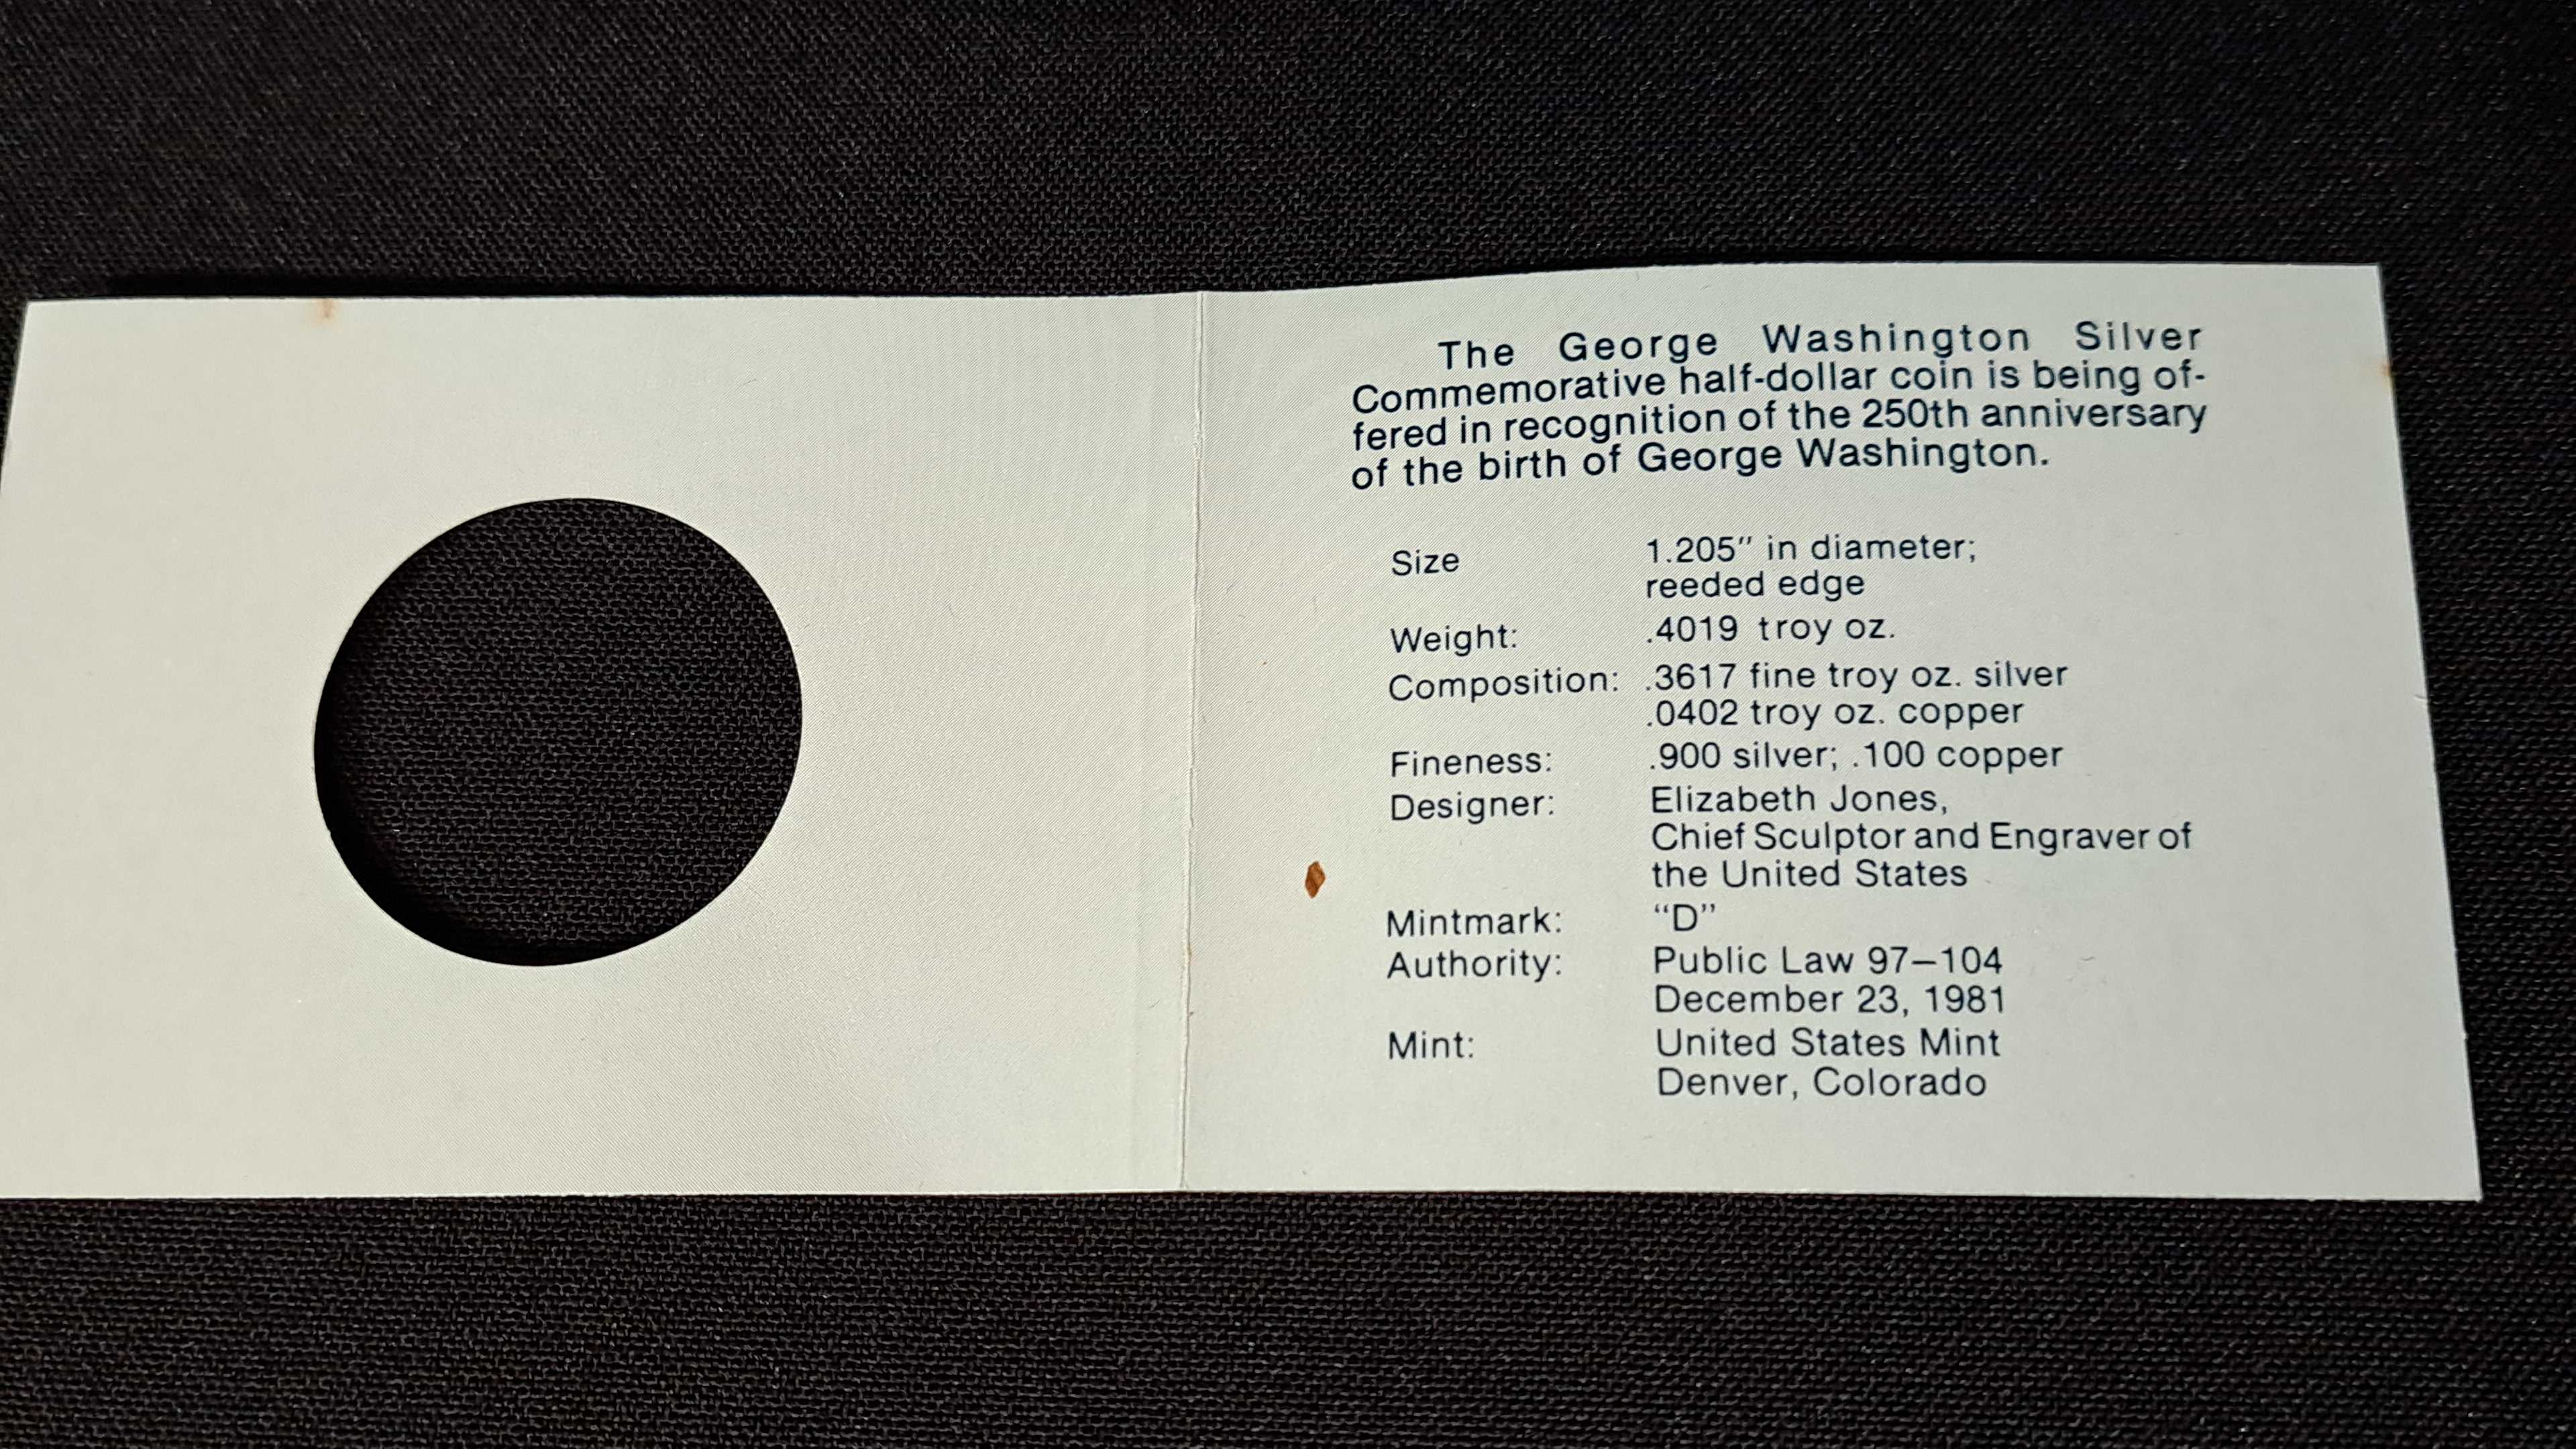 The George Washington Silver
Commemorative half-dollar coin is being of-
fered in recognition of the 250th anniversary
of the birth of George Washington.
Size 1.205" in diameter;
reeded edge
Weight: .4019 troy oz.
Composition: .3617 fine troy oz. silver
.0402 troy oz. copper
Fineness: .900 silver; .100 copper
Designer: Elizabeth Jones,
Chief Sculptor and Engraver of
the United States
Mintmark: “D”
Authority: Public Law 97–104
December 23, 1981
Mint: United States Mint
Denver, Colorado